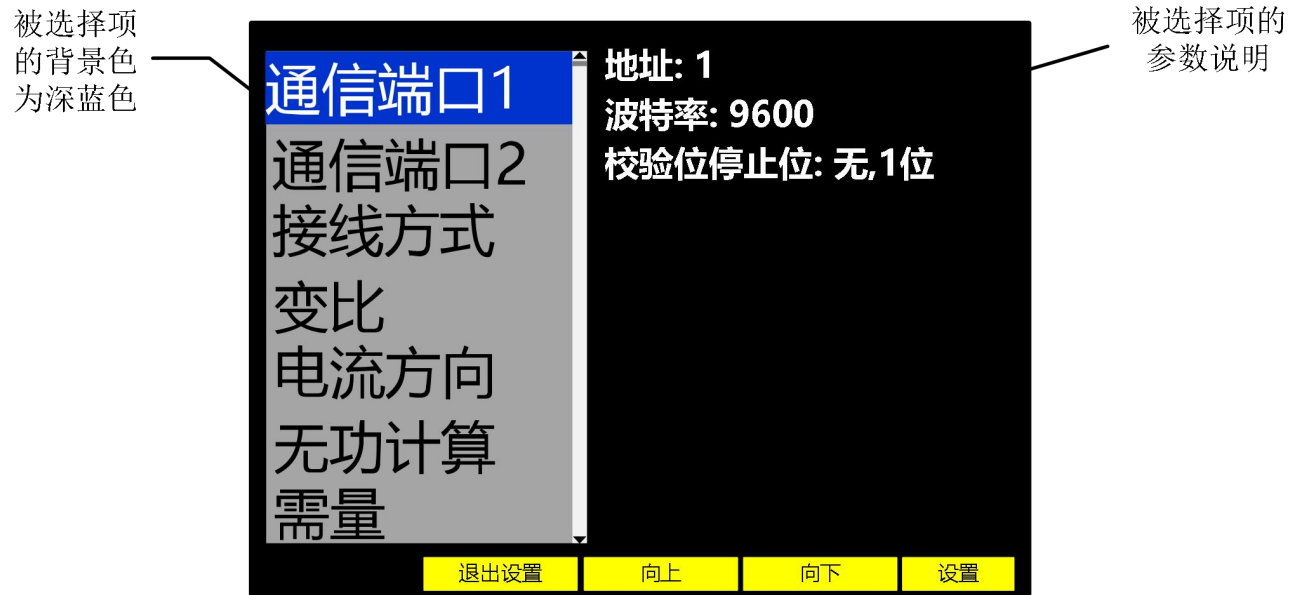 被选择项
的背景色
为深蓝色
通信端口1
通信端口2
接线方式
变比
电流方向
无功计算
需量
地址: 1
波特率: 9600
校验位停止位: 无,1位
被选择项的
参数说明
退出设置
向上
向下
设置